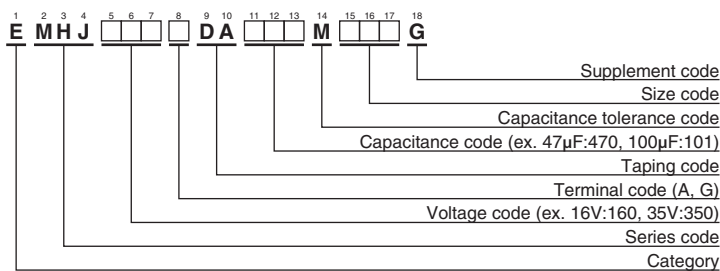 1 2 3 4 5 6 7 8 9 10 11 12 13 14 15 16 17 18
E MHJ □□□ □ DA □□□ M □□□ G
Supplement code
Size code
Capacitance tolerance code
Capacitance code (ex. 47μF:470, 100μF:101)
Taping code
Terminal code (A, G)
Voltage code (ex. 16V:160, 35V:350)
Series code
Category